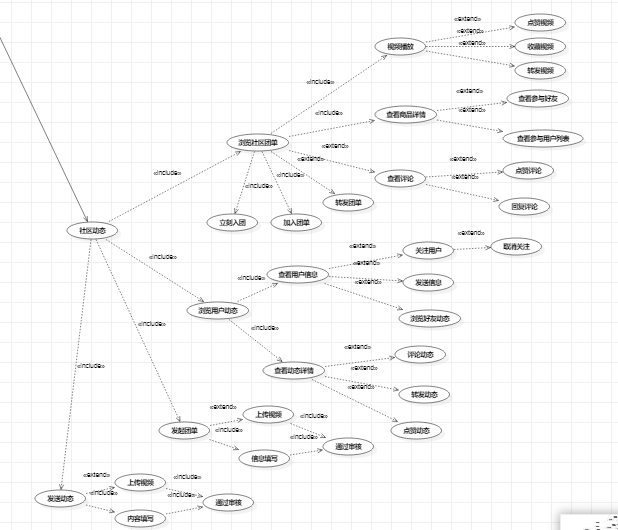 «extend»
点赞视频
«extend»
视频播放
«extend»
收藏视频
转发视频
«include»
«extend»
查看参与好友
«extend»
查看商品详情
浏览社区团单
«extend»
查看参与用户列表
«extend»
«extend»
点赞评论
«include»
«include»
«extend»
查看评论
«include»
转发团单
回复评论
立刻入团
加入团单
社区动态
«extend»
«extend»
关注用户
取消关注
«include»
«extend»
查看用户信息
«include»
«extend»
发送信息
浏览用户动态
浏览好友动态
«include»
«include»
«extend»
评论动态
«include»
查看动态详情
«extend»
«extend»
转发动态
«extend»
上传视频
«include»
发起团单
«include»
«include»
点赞动态
信息填写
通过审核
«extend»
上传视频
«include»
发送动态
«include»
«include»
通过审核
内容填写